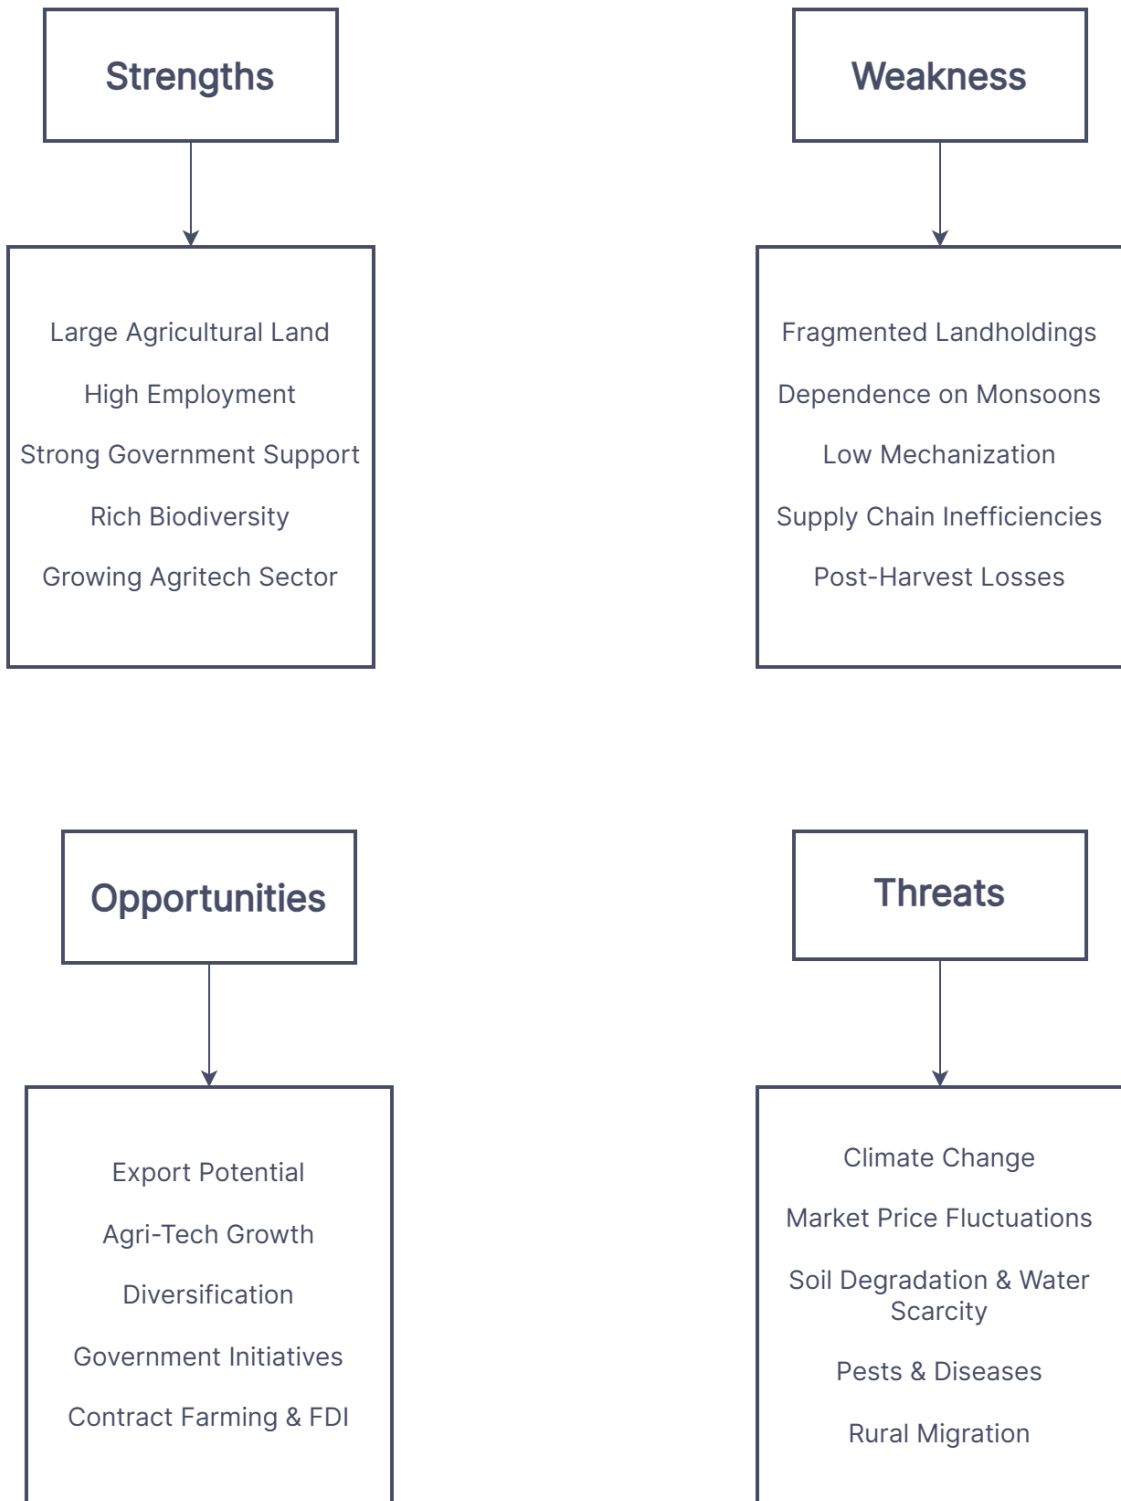 Strengths
Large Agricultural Land
High Employment
Strong Government Support
Rich Biodiversity
Growing Agritech Sector
Weakness
Fragmented Landholdings
Dependence on Monsoons
Low Mechanization
Supply Chain Inefficiencies
Post-Harvest Losses
Opportunities
Export Potential
Agri-Tech Growth
Diversification
Government Initiatives
Contract Farming & FDI
Threats
Climate Change
Market Price Fluctuations
Soil Degradation & Water
Scarcity
Pests & Diseases
Rural Migration